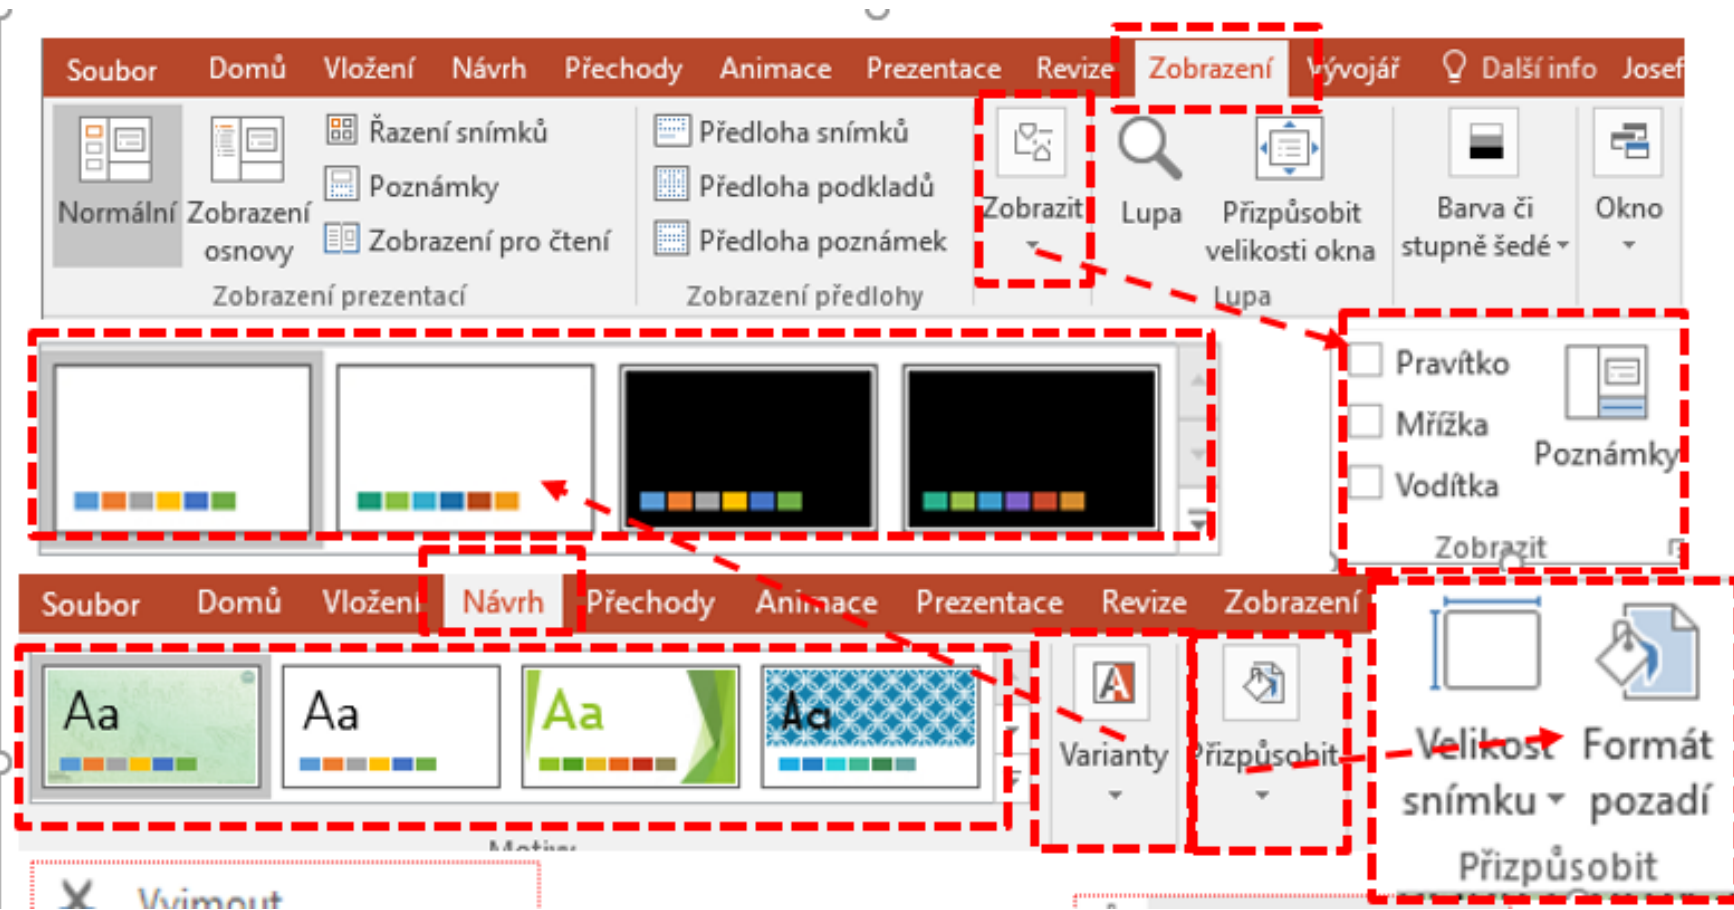 Soubor Domů Vložení Návrh Přechody Animace Prezentace Revize Zobrazení Vývojář Další info Josef
Normální
Zobrazení
osnovy
Řazení snímků
Poznámky
Zobrazení pro čtení
Zobrazení prezentací
Předloha snímků
Předloha podkladů
Předloha poznámek
Zobrazení předlohy
Zobrazit
Lupa
Přizpůsobit
velikosti okna
Lupa
Barva či
stupně šedé
Okno
Pravítko
Mřížka
Vodítka
Poznámky
Zobrazit
Soubor Domů Vložení Návrh Přechody Animace Prezentace Revize Zobrazení
Aa
Aa
Aa
Aa
Motivy
Varianty
Přizpůsobit
Velikost
snímku
Formát
pozadí
Přizpůsobit
Vyjmout